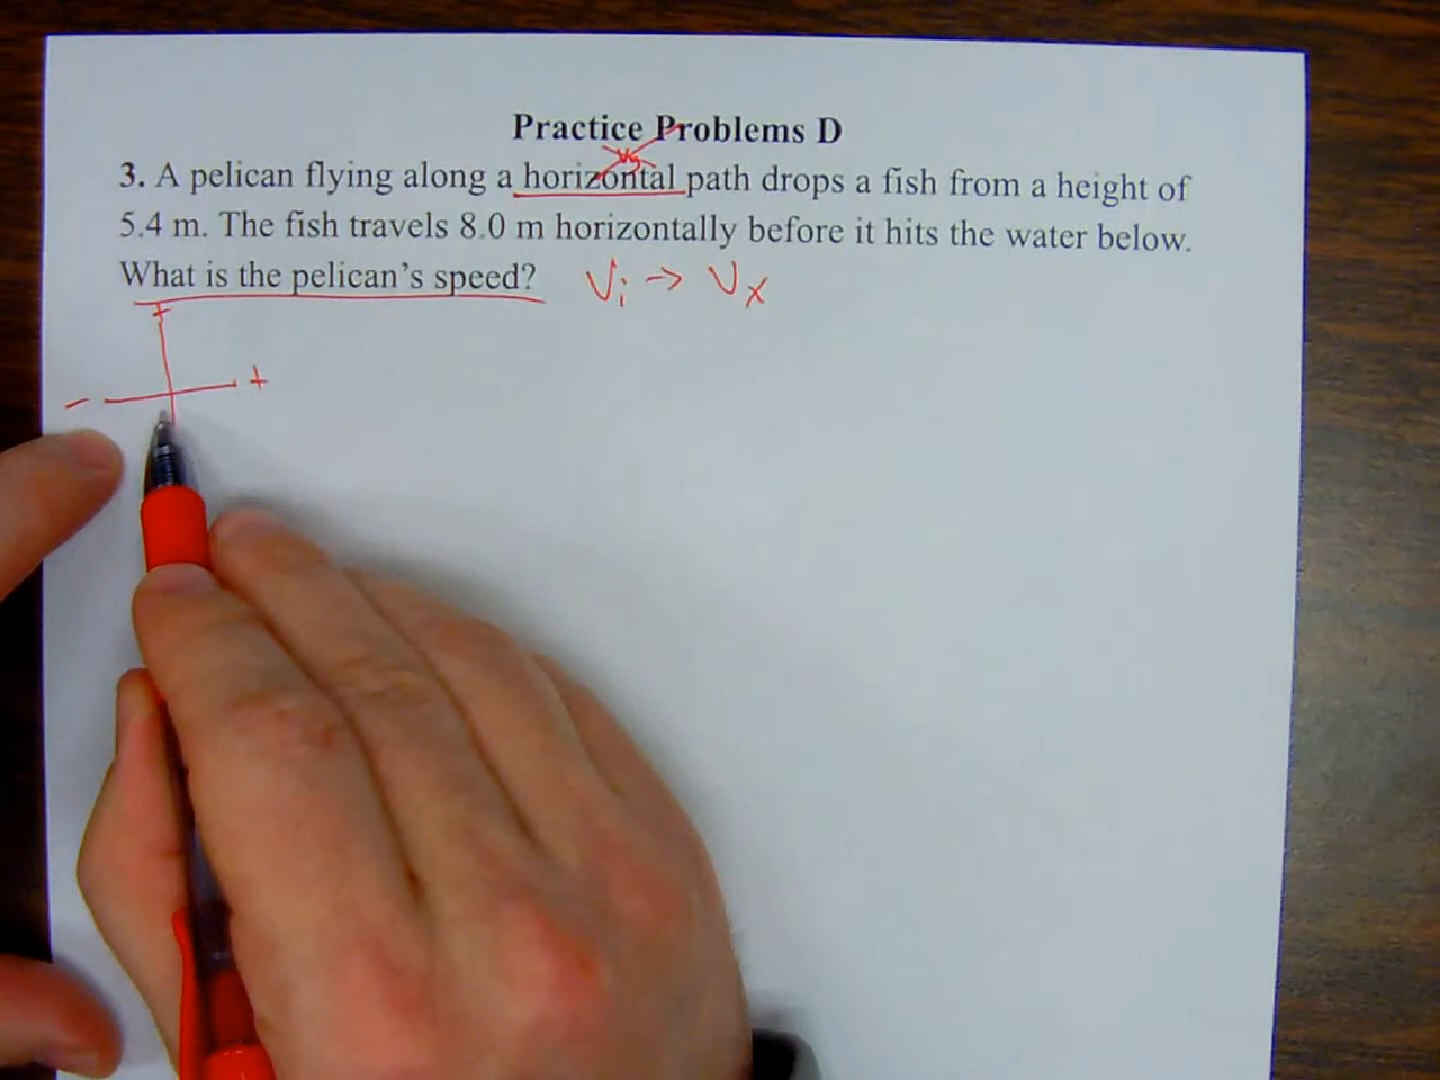 Practice Problems D
3. A pelican flying along a horizontal path drops a fish from a height of
5.4 m. The fish travels 8.0 m horizontally before it hits the water below.
What is the pelican's speed? Vi → Vx
+
- +